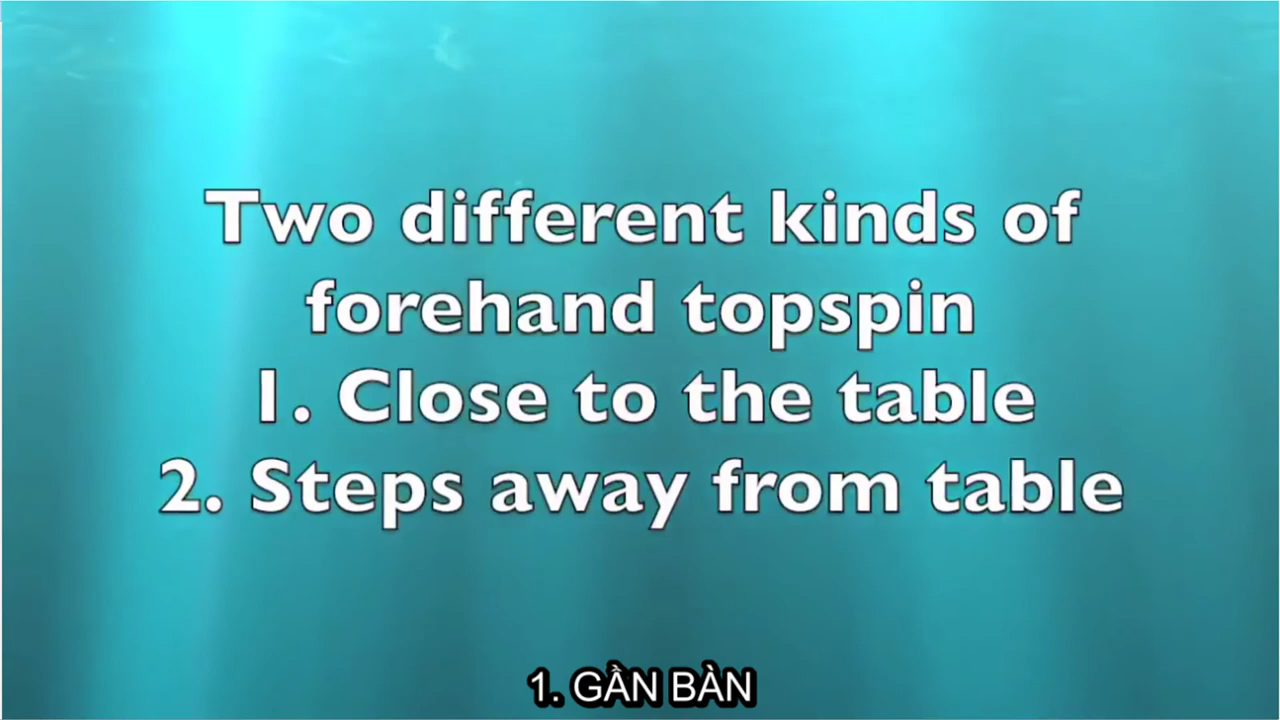 Two different kinds of
forehand topspin
1. Close to the table
2. Steps away from table
1. GẦN BÀN